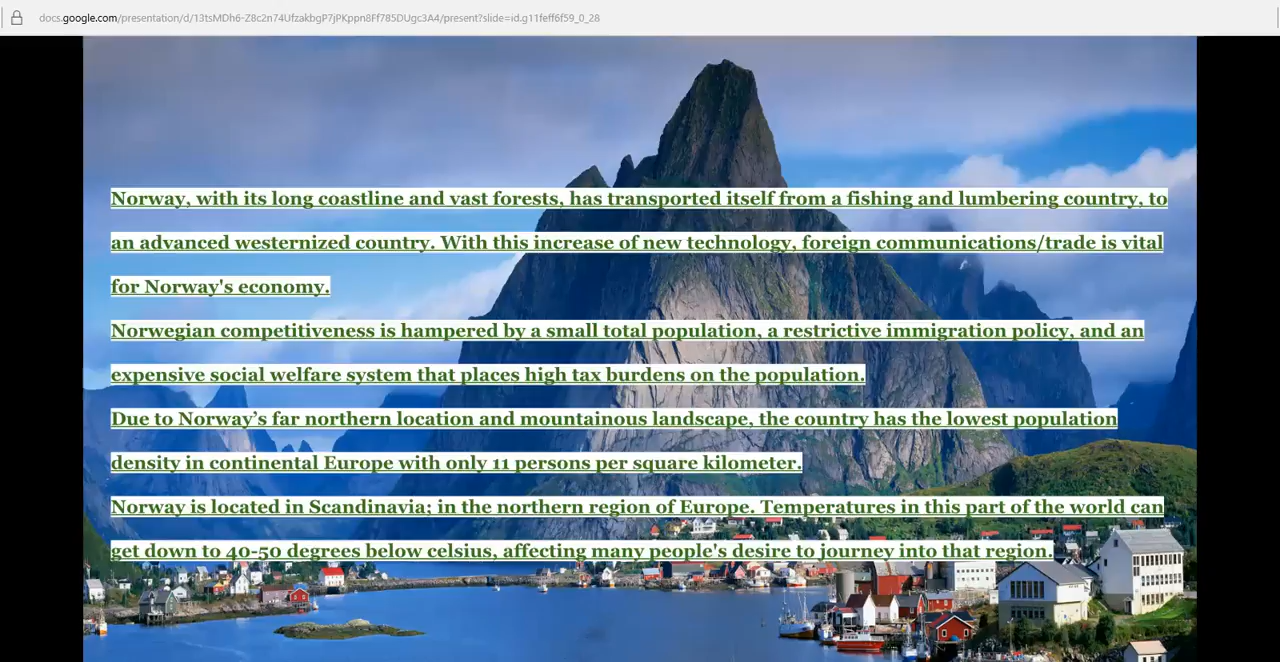 docs.google.com/presentation/d/13tsMDh6-Z8c2n74UfzakbgP7jPKppn8Ff785DUgc3A4/present?slide=id.g11feff6f59_0_28
Norway, with its long coastline and vast forests, has transported itself from a fishing and lumbering country, to
an advanced westernized country. With this increase of new technology, foreign communications/trade is vital
for Norway's economy.
Norwegian competitiveness is hampered by a small total population, a restrictive immigration policy, and an
expensive social welfare system that places high tax burdens on the population.
Due to Norway’s far northern location and mountainous landscape, the country has the lowest population
density in continental Europe with only 11 persons per square kilometer.
Norway is located in Scandinavia; in the northern region of Europe. Temperatures in this part of the world can
get down to 40-50 degrees below celsius, affecting many people's desire to journey into that region.